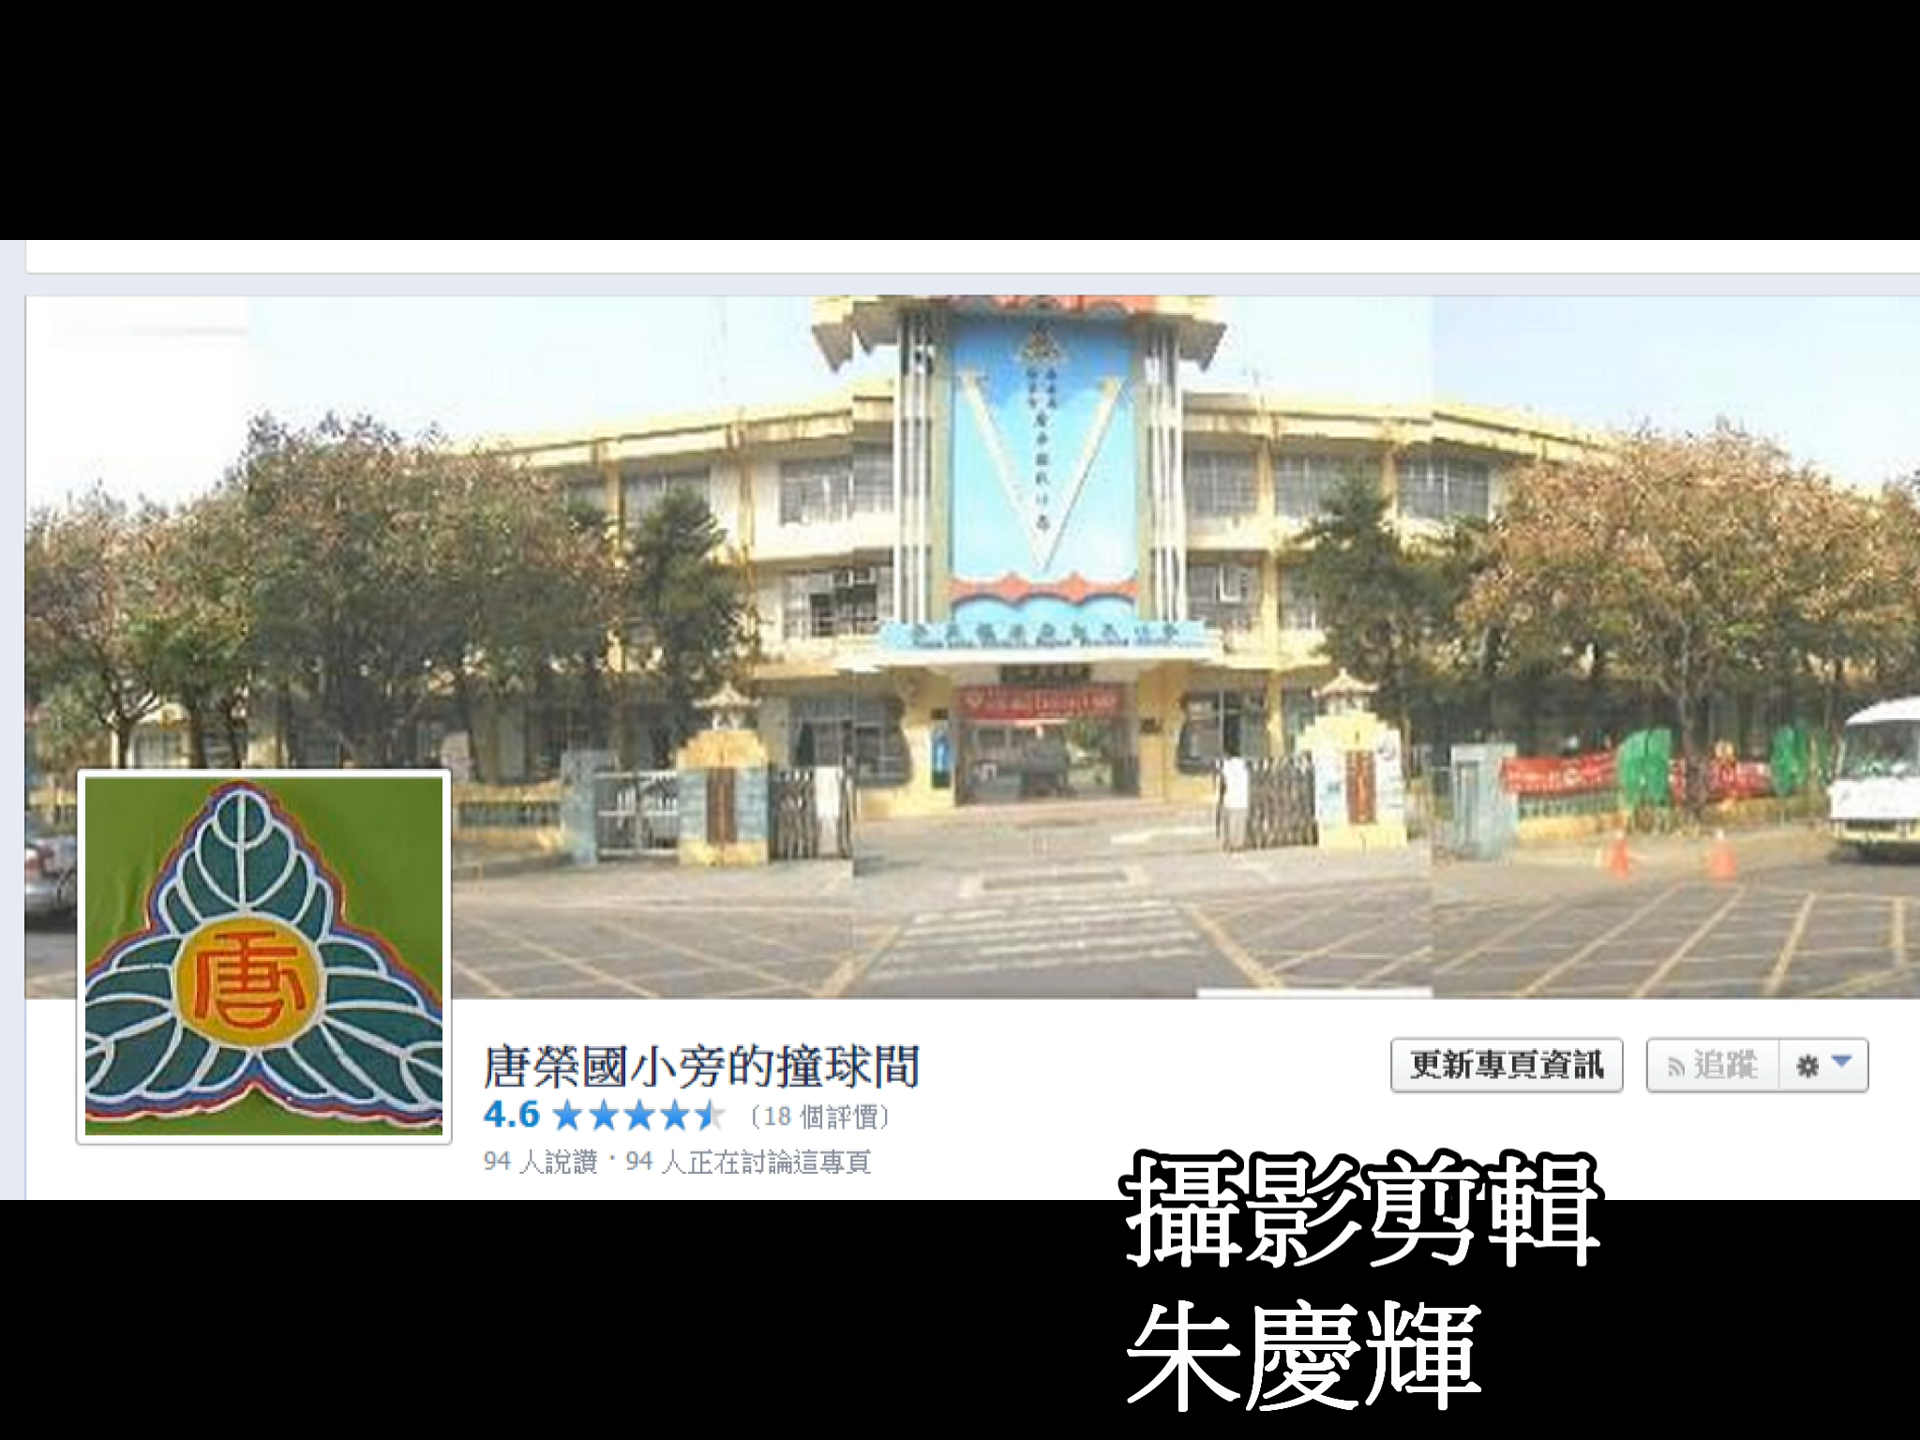 唐
唐榮國小旁的撞球間
更新專頁資訊
追蹤
4.6 ★★★★ (18 個評價)
94 人說讚 · 94 人正在討論這專頁
攝影剪輯
朱慶輝